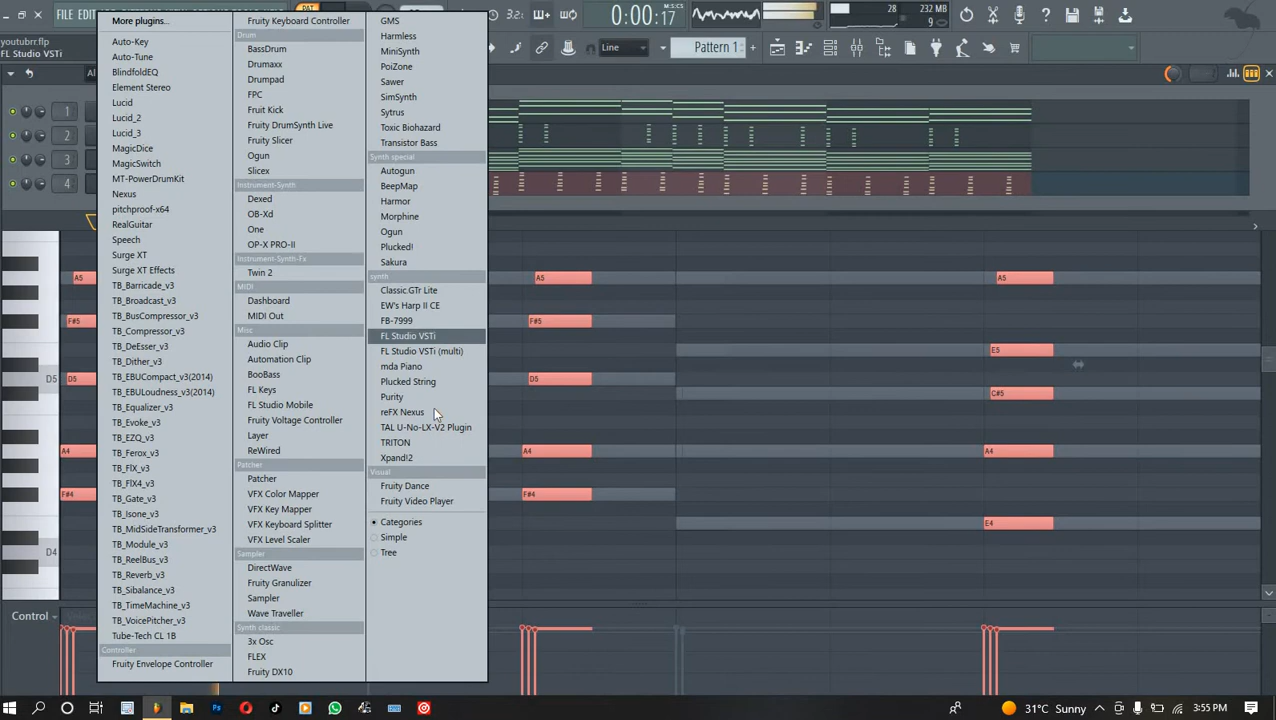 FILE EDIT
0:00:17
28
232 MB
9
youtubrr.flp
FL Studio VSTi
Line
Pattern 1
1
2
3
4
More plugins...
Auto-Key
Auto-Tune
BlindfoldEQ
Element Stereo
Lucid
Lucid_2
Lucid_3
MagicDice
MagicSwitch
MT-PowerDrumKit
Nexus
pitchproof-x64
RealGuitar
Speech
Surge XT
Surge XT Effects
TB_Barricade_v3
TB_Broadcast_v3
TB_BusCompressor_v3
TB_Compressor_v3
TB_DeEsser_v3
TB_Dither_v3
TB_EBUCompact_v3(2014)
TB_EBULoudness_v3(2014)
TB_Equalizer_v3
TB_Evoke_v3
TB_EZQ_v3
TB_Ferox_v3
TB_FlX_v3
TB_FlX4_v3
TB_Gate_v3
TB_Isone_v3
TB_MidSideTransformer_v3
TB_Module_v3
TB_ReelBus_v3
TB_Reverb_v3
TB_Sibalance_v3
TB_TimeMachine_v3
TB_VoicePitcher_v3
Tube-Tech CL 1B
Controller
Fruity Envelope Controller
Fruity Keyboard Controller
Drum
BassDrum
Drumaxx
Drumpad
FPC
Fruit Kick
Fruity DrumSynth Live
Fruity Slicer
Ogun
Slicex
Instrument-Synth
Dexed
OB-Xd
One
OP-X PRO-II
Instrument-Synth-Fx
Twin 2
MIDI
Dashboard
MIDI Out
Misc
Audio Clip
Automation Clip
BooBass
FL Keys
FL Studio Mobile
Fruity Voltage Controller
Layer
ReWired
Patcher
Patcher
VFX Color Mapper
VFX Key Mapper
VFX Keyboard Splitter
VFX Level Scaler
Sampler
DirectWave
Fruity Granulizer
Sampler
Wave Traveller
Synth classic
3x Osc
FLEX
Fruity DX10
GMS
Harmless
MiniSynth
PoiZone
Sawer
SimSynth
Sytrus
Toxic Biohazard
Transistor Bass
Synth special
Autogun
BeepMap
Harmor
Morphine
Ogun
Plucked!
Sakura
synth
Classic.GTr Lite
EW's Harp II CE
FB-7999
FL Studio VSTi
FL Studio VSTi (multi)
mda Piano
Plucked String
Purity
reFX Nexus
TAL U-No-LX-V2 Plugin
TRITON
Xpand!2
Visual
Fruity Dance
Fruity Video Player
Categories
Simple
Tree
A5
A5
A5
F#5
F#5
E5
D5
D5
D5
C#5
A4
A4
A4
F#4
F#4
E4
D4
Control
31°C Sunny
3:55 PM